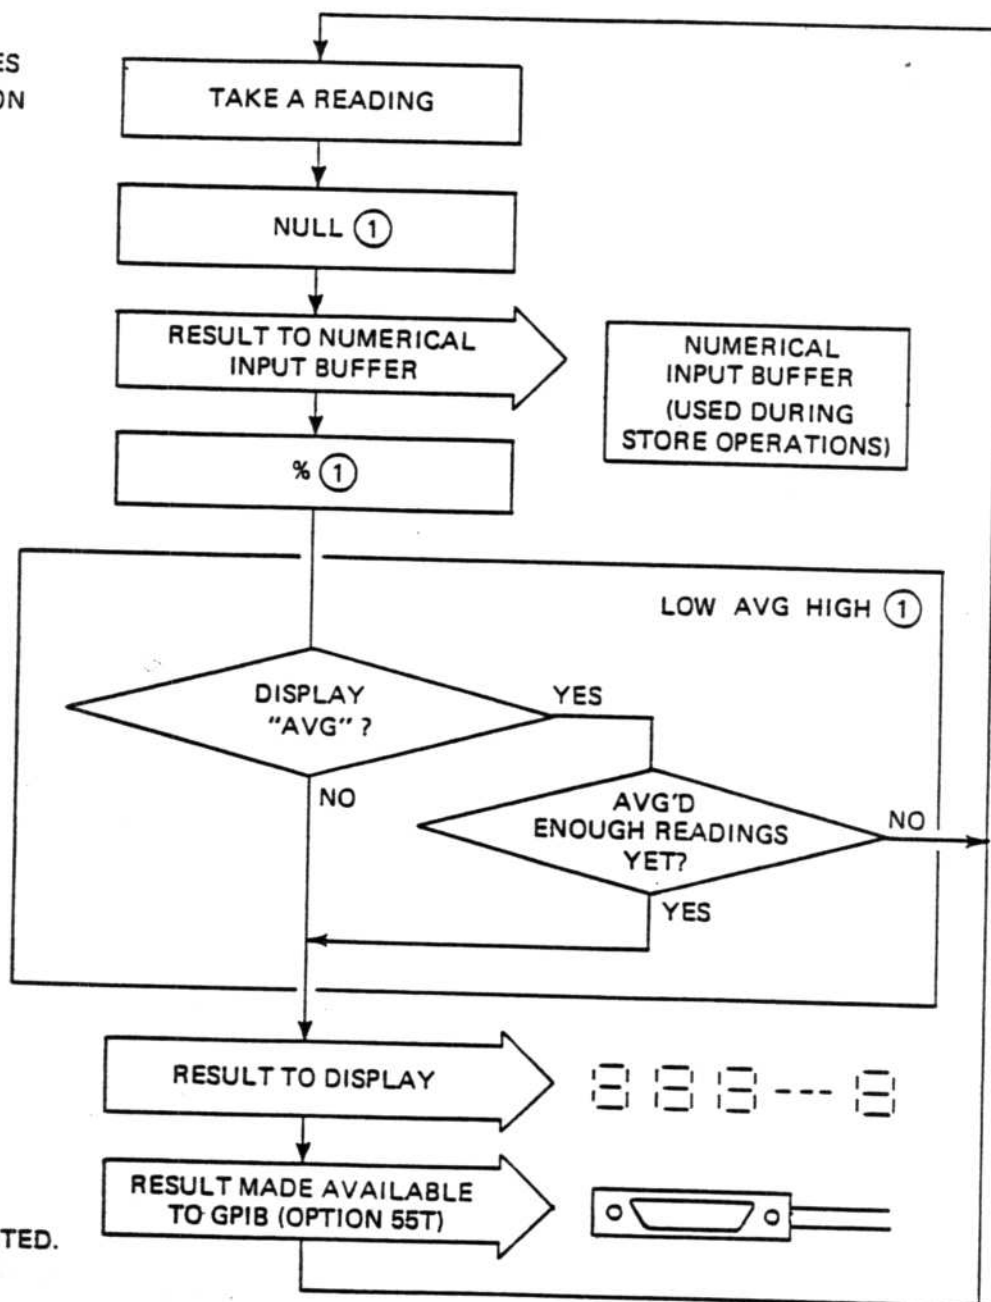 ES
ON
TAKE A READING
NULL ①
RESULT TO NUMERICAL
INPUT BUFFER
NUMERICAL
INPUT BUFFER
(USED DURING
STORE OPERATIONS)
% ①
LOW AVG HIGH ①
DISPLAY
"AVG" ?
YES
NO
AVG'D
ENOUGH READINGS
YET?
NO
YES
RESULT TO DISPLAY
RESULT MADE AVAILABLE
TO GPIB (OPTION 55T)
TED.